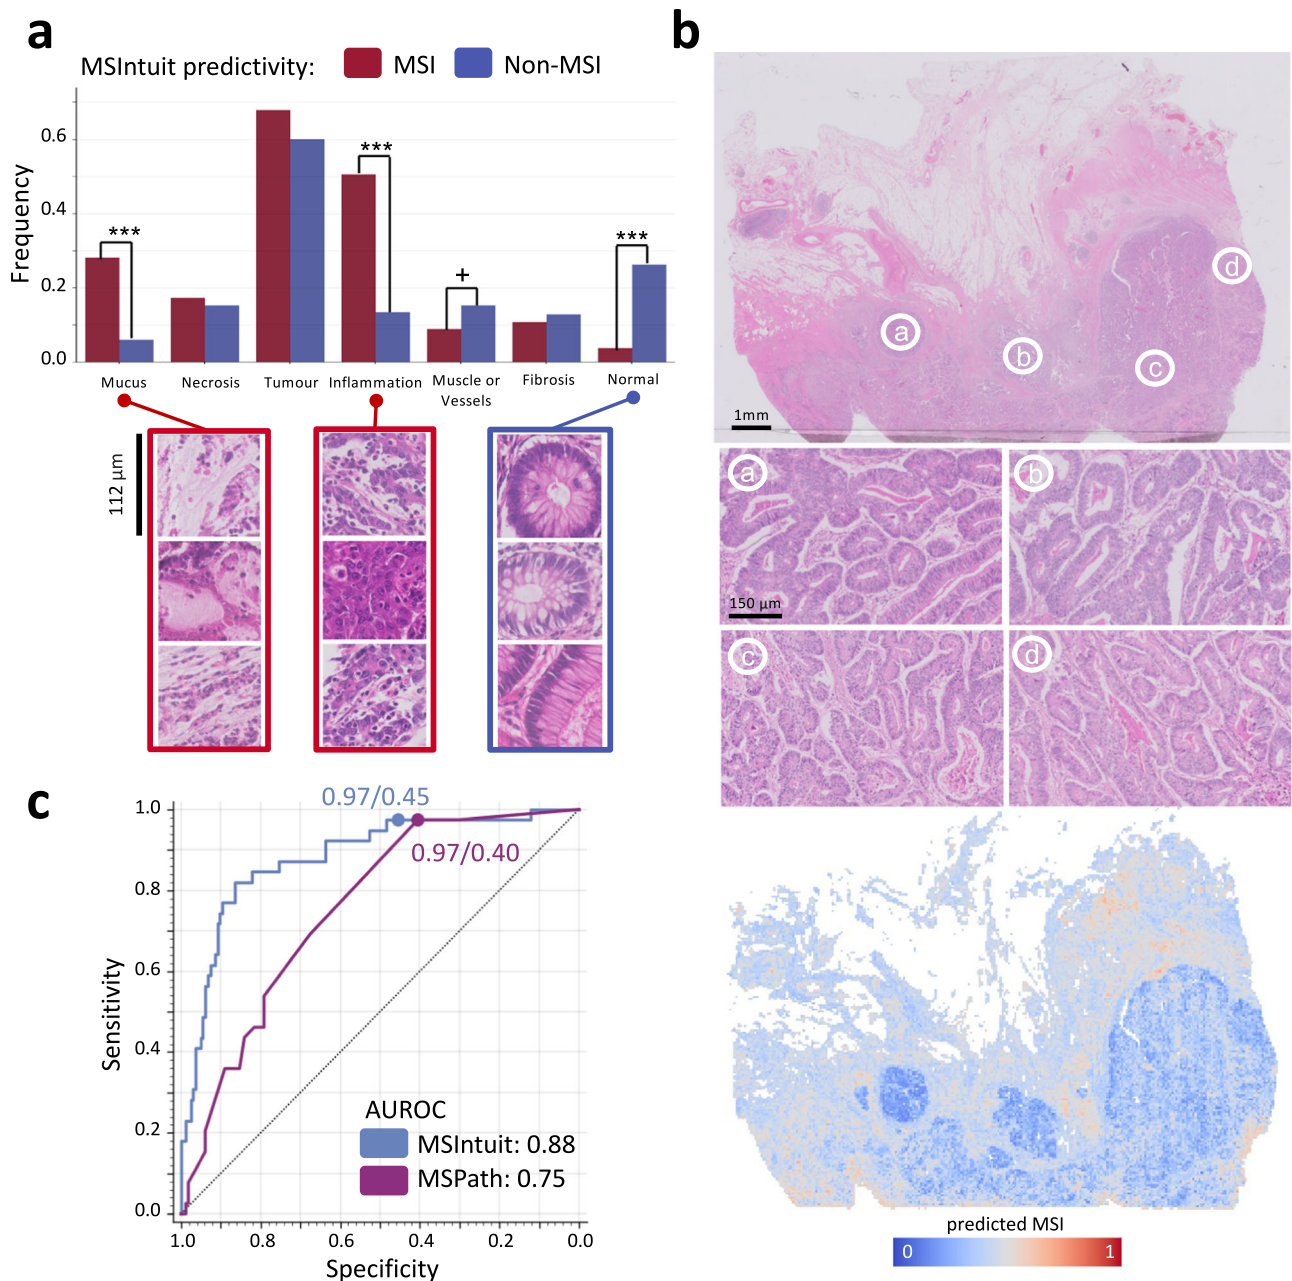 a
MSIntuit predictivity: MSI Non-MSI
Frequency
0.6
0.4
0.2
0.0
***
***
+
***
Mucus Necrosis Tumour Inflammation Muscle or Vessels Fibrosis Normal
112 µm
b
a
b
c
d
1mm
a
b
150 µm
c
d
predicted MSI
0 1
c
0.97/0.45
0.97/0.40
Sensitivity
1.0
0.8
0.6
0.4
0.2
0.0
AUROC
MSIntuit: 0.88
MSPath: 0.75
1.0 0.8 0.6 0.4 0.2 0.0
Specificity